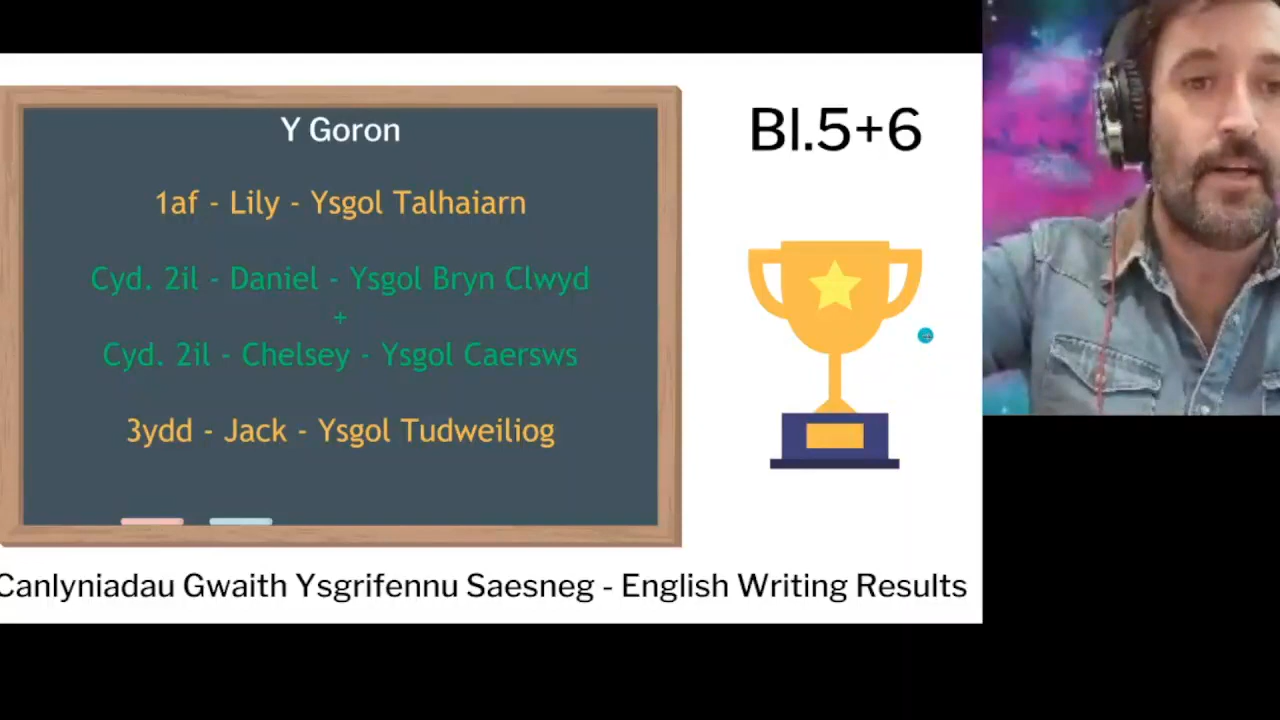 Y Goron
1af - Lily - Ysgol Talhaiarn
Cyd. 2il - Daniel - Ysgol Bryn Clwyd
+
Cyd. 2il - Chelsey - Ysgol Caersws
3ydd - Jack - Ysgol Tudweiliog
Bl.5+6
Canlyniadau Gwaith Ysgrifennu Saesneg - English Writing Results